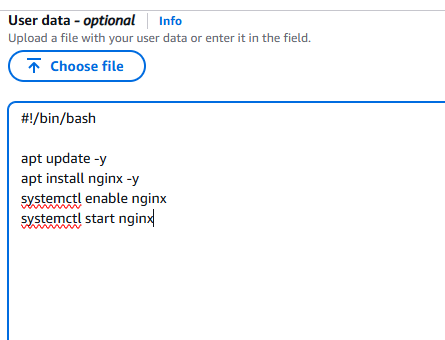 User data - optional Info
Upload a file with your user data or enter it in the field.
Choose file
#!/bin/bash
apt update -y
apt install nginx -y
systemctl enable nginx
systemctl start nginx